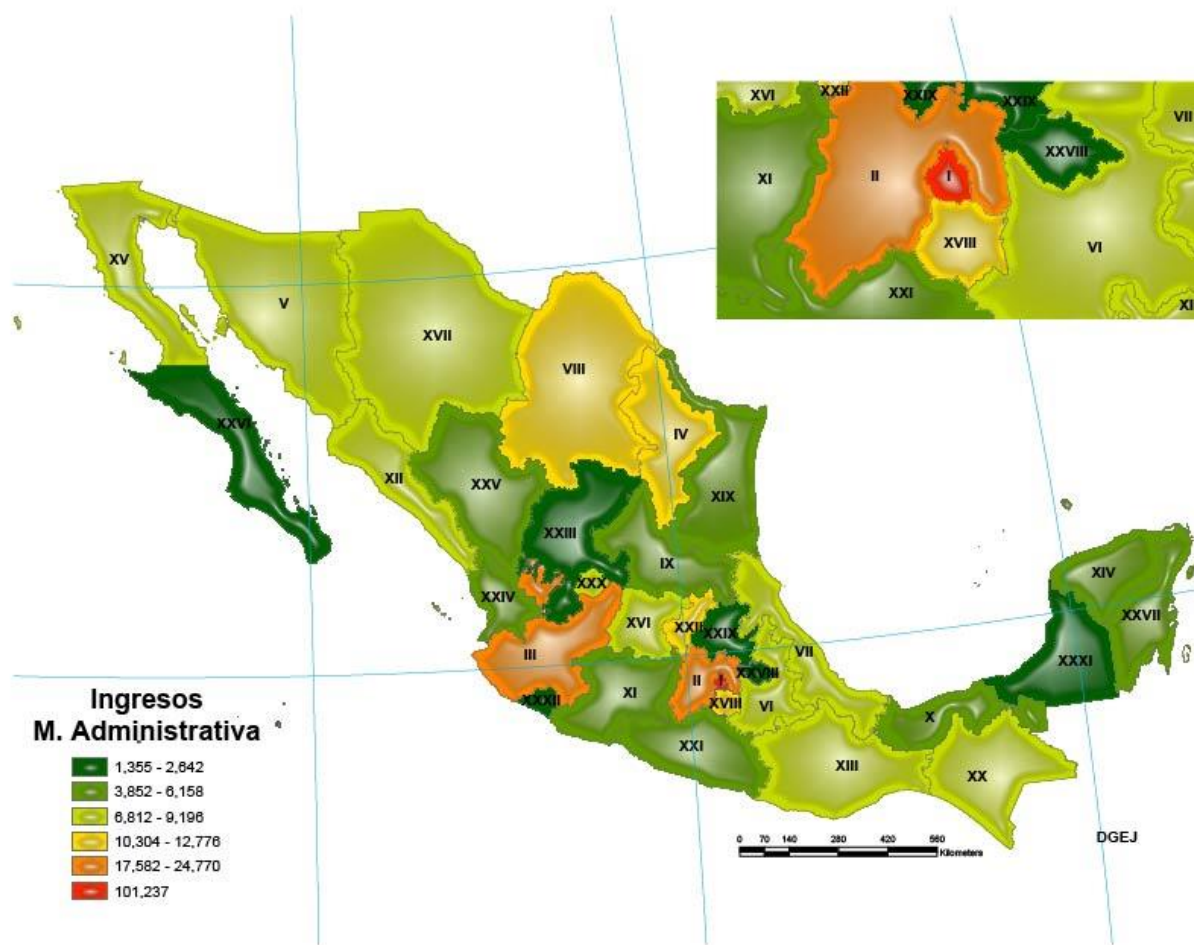 XVI
XXII
XXIX
XXIX
VII
XXVIII
XI
II
I
VI
XVIII
XXI
XI
XV
V
XVII
VIII
IV
XXVI
XII
XXV
XIX
XXIII
IX
XXX
XXIV
XIV
XXVII
XVI
XXII
XXIX
VII
III
XXXI
II
I
XXVIII
XXXII
XI
XVIII
VI
X
XXI
XIII
XX
Ingresos
M. Administrativa
1,355 - 2,642
3,852 - 6,158
6,812 - 9,196
10,304 - 12,776
17,582 - 24,770
101,237
0 70 140 280 420 560
Kilometers
DGEJ